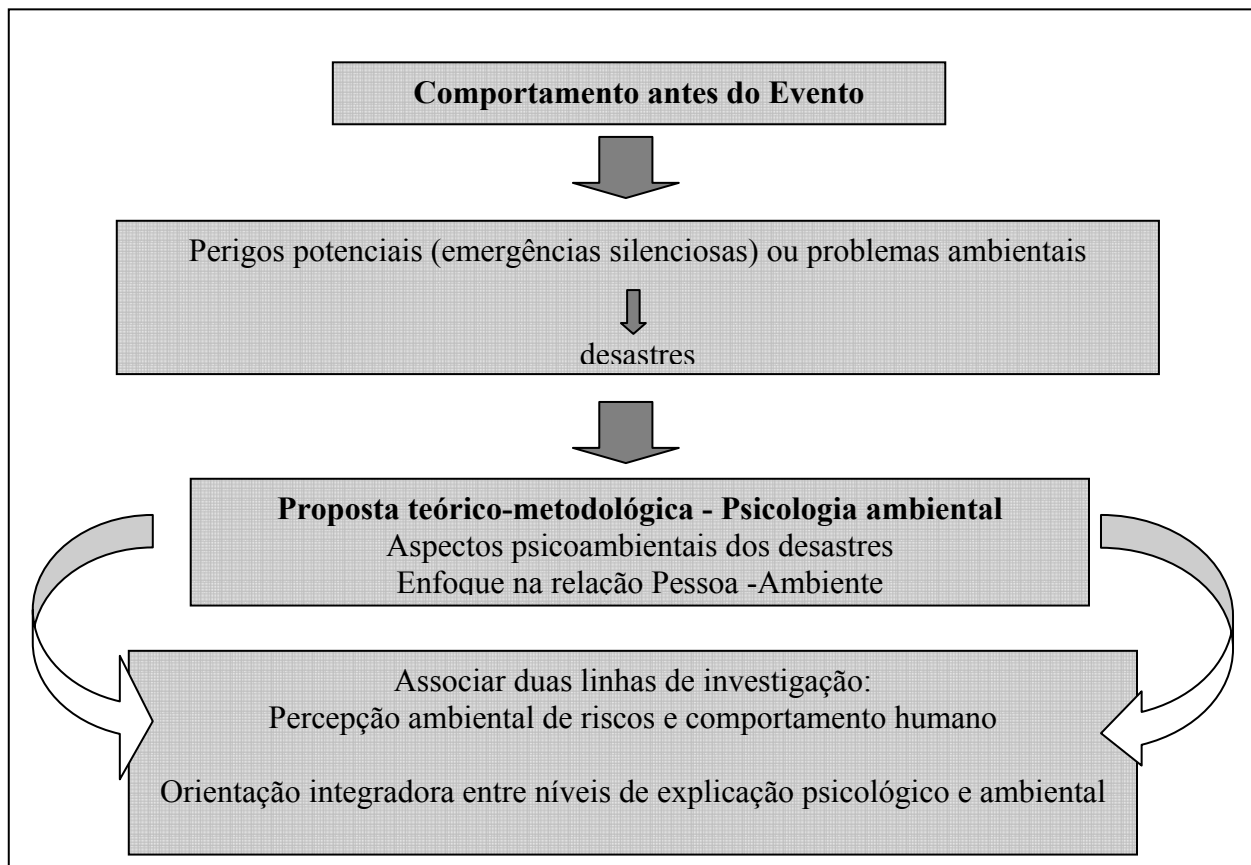 Comportamento antes do Evento
Perigos potenciais (emergências silenciosas) ou problemas ambientais
desastres
Proposta teórico-metodológica - Psicologia ambiental
Aspectos psicoambientais dos desastres
Enfoque na relação Pessoa -Ambiente
Associar duas linhas de investigação:
Percepção ambiental de riscos e comportamento humano
Orientação integradora entre níveis de explicação psicológico e ambiental